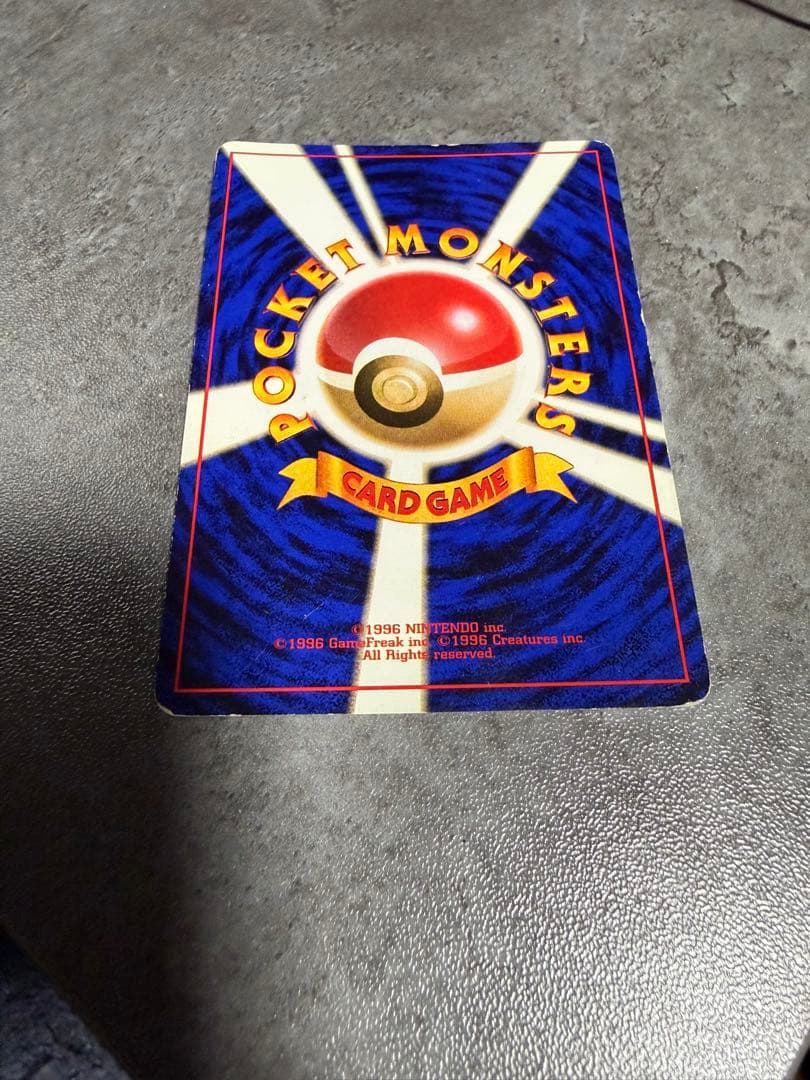 POCKET MONSTERS
CARD GAME
©1996 NINTENDO inc.
©1996 GameFreak inc. ©1996 Creatures inc.
All Rights reserved.